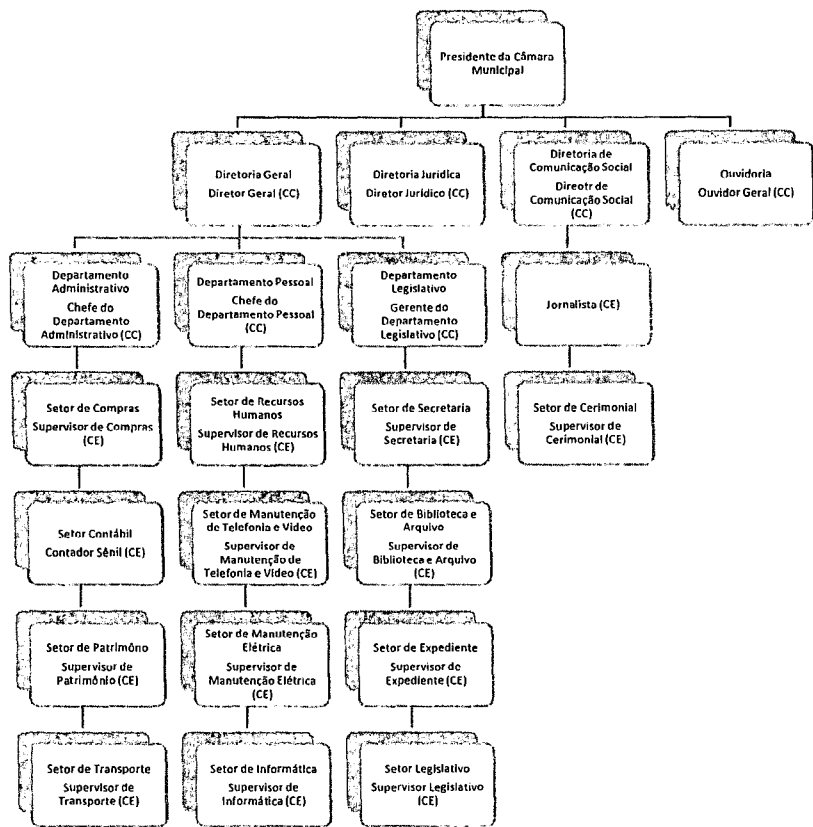 Presidente da Câmara
Municipal
Diretoria Geral
Diretor Geral (CC)
Diretoria Jurídica
Diretor Jurídico (CC)
Diretoria de
Comunicação Social
Direotr de
Comunicação Social
(CC)
Ouvidoria
Ouvidor Geral (CC)
Departamento
Administrativo
Chefe do
Departamento
Administrativo (CC)
Departamento Pessoal
Chefe do
Departamento Pessoal
(CC)
Departamento
Legislativo
Gerente do
Departamento
Legislativo (CC)
Jornalista (CE)
Setor de Compras
Supervisor de Compras
(CE)
Setor de Recursos
Humanos
Supervisor de Recursos
Humanos (CE)
Setor de Secretaria
Supervisor de
Secretaria (CE)
Setor de Cerimonial
Supervisor de
Cerimonial (CE)
Setor Contábil
Contador Sênil (CE)
Setor de Manutenção
de Telefonia e Video
Supervisor de
Manutenção de
Telefonia e Vídeo (CE)
Setor de Biblioteca e
Arquivo
Supervisor de
Biblioteca e Arquivo
(CE)
Setor de Patrimôno
Supervisor de
Patrimônio (CE)
Setor de Manutenção
Elétrica
Supervisor de
Manutenção Elétrica
(CE)
Setor de Expediente
Supervisor de
Expediente (CE)
Setor de Transporte
Supervisor de
Transporte (CE)
Setor de Informática
Supervisor de
Informática (CE)
Setor Legislativo
Supervisor Legislativo
(CE)